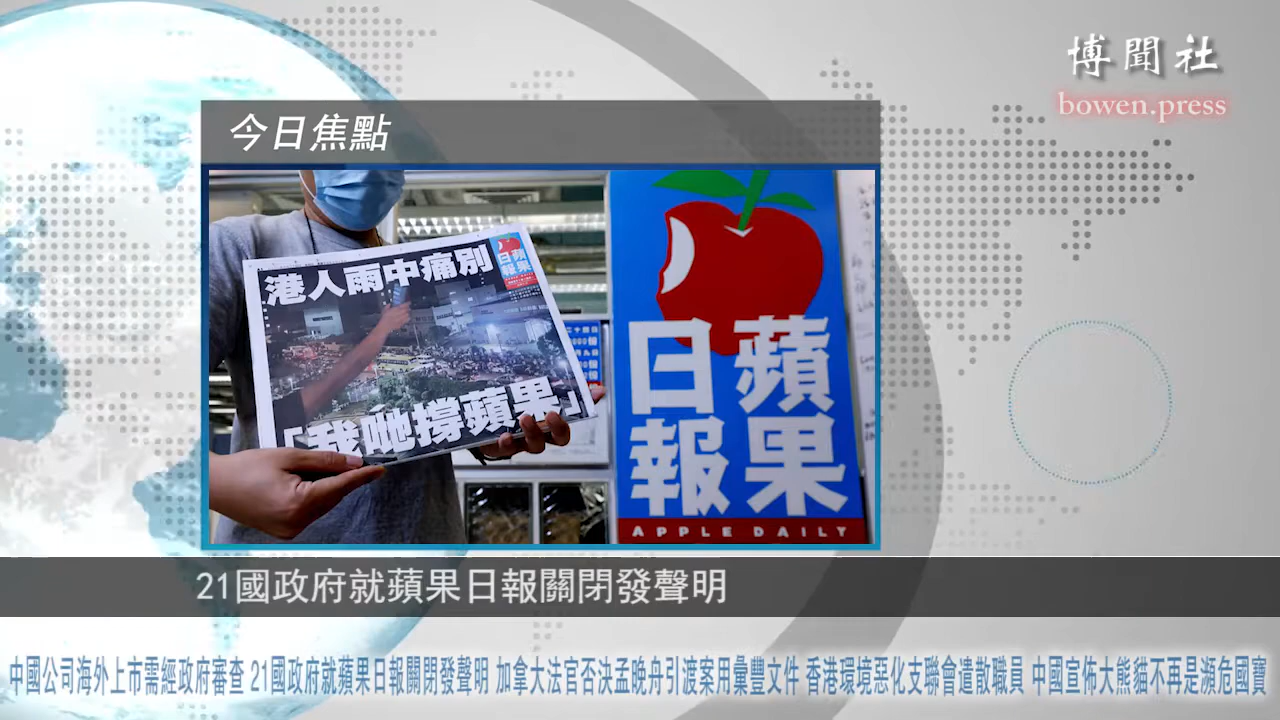 博聞社
bowen.press
今日焦點
港人雨中痛別
蘋果日報
「我哋撐蘋果」
蘋果日報
APPLE DAILY
21國政府就蘋果日報關閉發聲明
中國公司海外上市需經政府審查 21國政府就蘋果日報關閉發聲明 加拿大法官否決孟晚舟引渡案用彙豐文件 香港環境惡化支聯會遣散職員 中國宣佈大熊貓不再是瀕危國寶